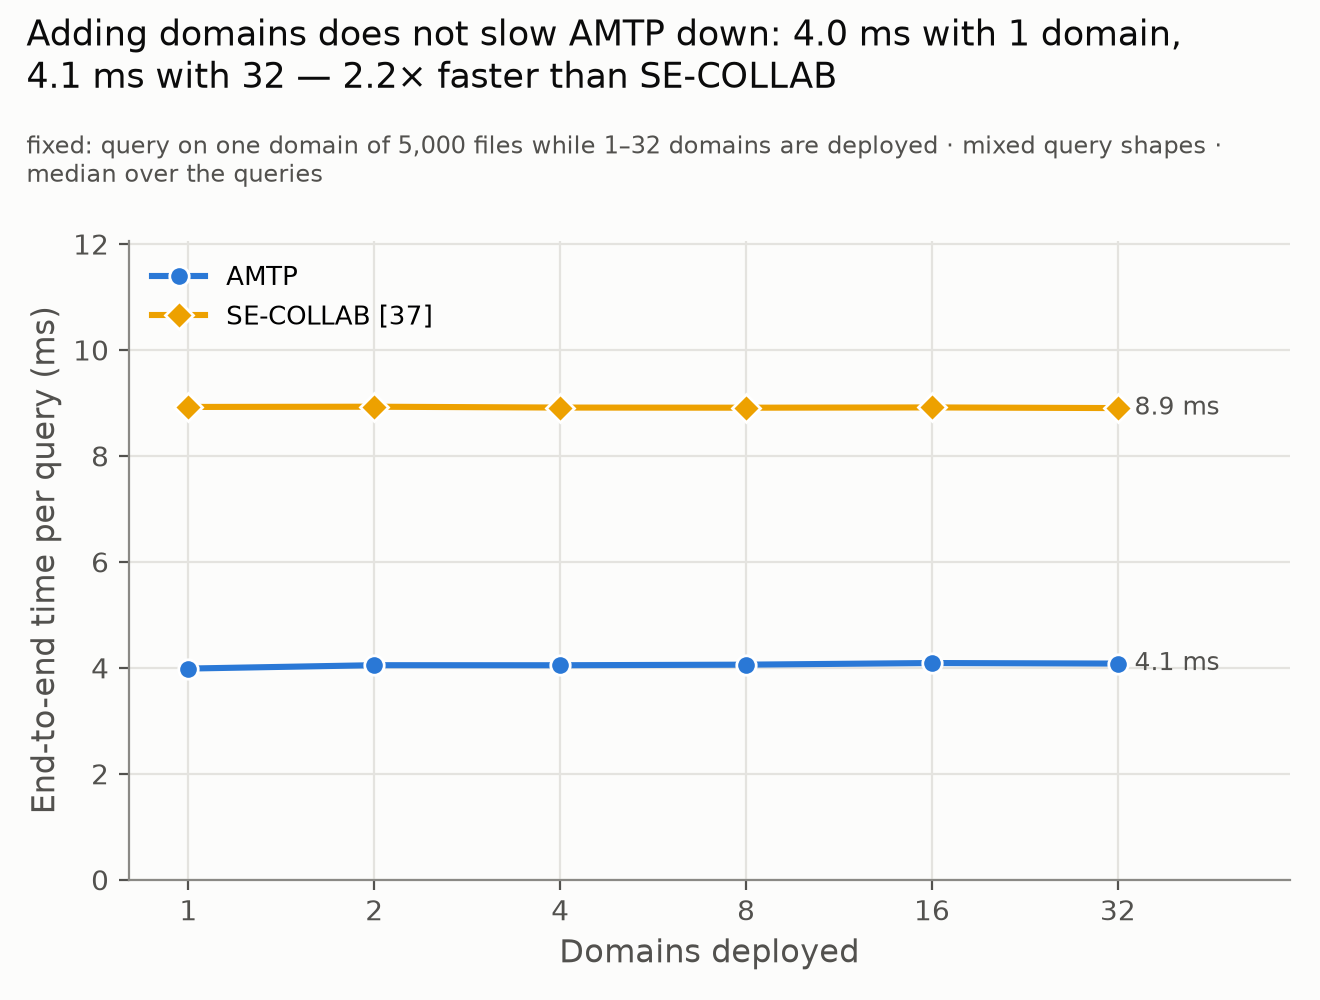 Adding domains does not slow AMTP down: 4.0 ms with 1 domain,
4.1 ms with 32 — 2.2× faster than SE-COLLAB
fixed: query on one domain of 5,000 files while 1–32 domains are deployed · mixed query shapes ·
median over the queries
End-to-end time per query (ms)
12
10
8
6
4
2
0
AMTP
SE-COLLAB [37]
8.9 ms
4.1 ms
1 2 4 8 16 32
Domains deployed